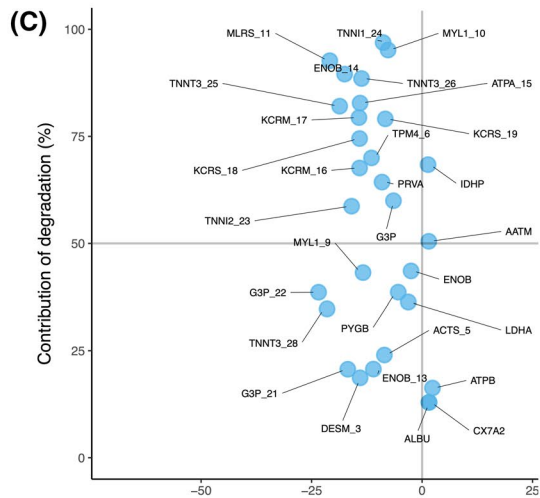 (C)
Contribution of degradation (%)
100
75
50
25
0
−50
−25
0
25
MLRS_11
TNNI1_24
MYL1_10
ENOB_14
TNNT3_25
TNNT3_26
ATPA_15
KCRM_17
TPM4_6
KCRS_19
KCRS_18
KCRM_16
PRVA
IDHP
TNNI2_23
G3P
AATM
MYL1_9
ENOB
G3P_22
PYGB
LDHA
TNNT3_28
ACTS_5
G3P_21
ENOB_13
ATPB
DESM_3
ALBU
CX7A2